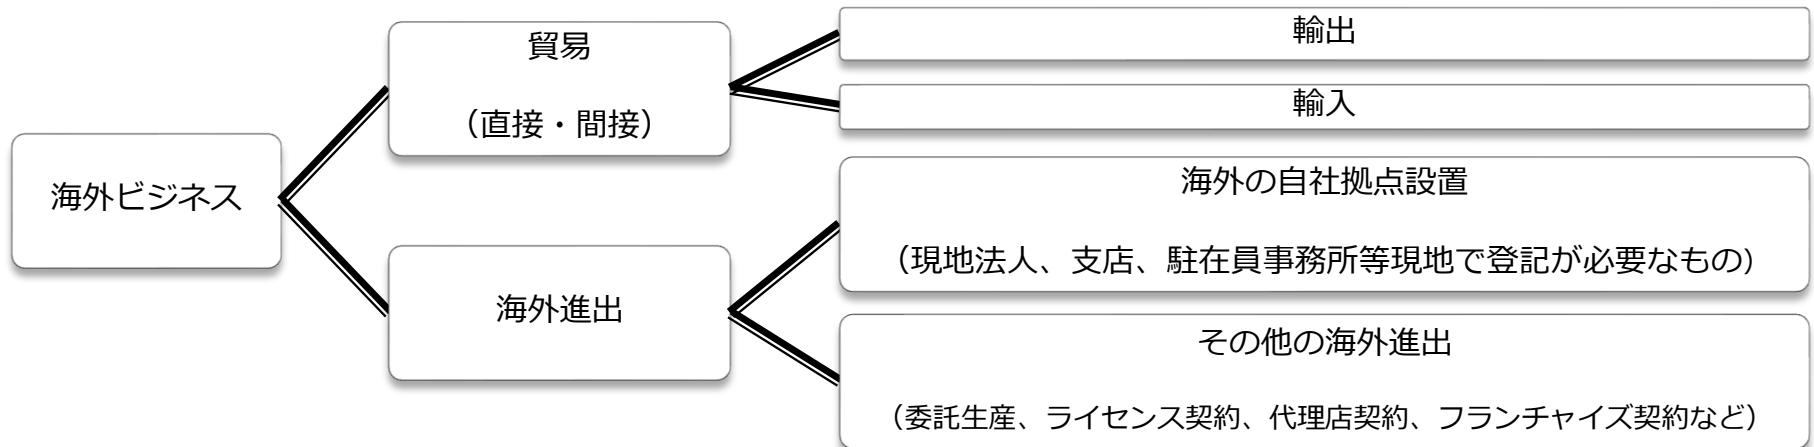 海外ビジネス
貿易
（直接・間接）
輸出
輸入
海外進出
海外の自社拠点設置
（現地法人、支店、駐在員事務所等現地で登記が必要なもの）
その他の海外進出
（委託生産、ライセンス契約、代理店契約、フランチャイズ契約など）